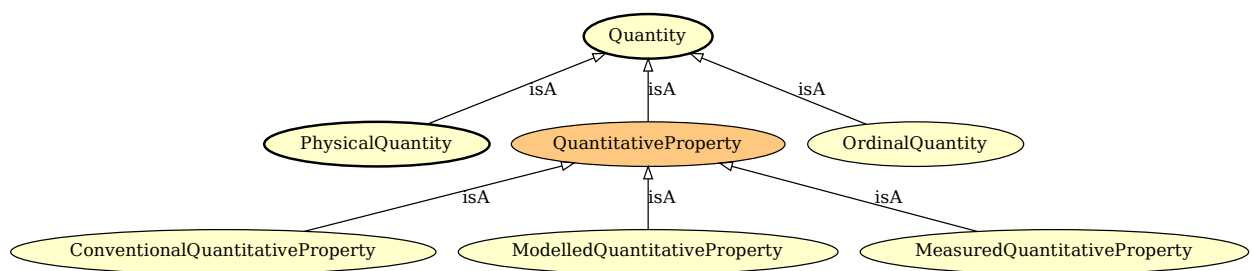 Quantity
isA
isA
isA
PhysicalQuantity
QuantitativeProperty
OrdinalQuantity
isA
isA
isA
ConventionalQuantitativeProperty
ModelledQuantitativeProperty
MeasuredQuantitativeProperty